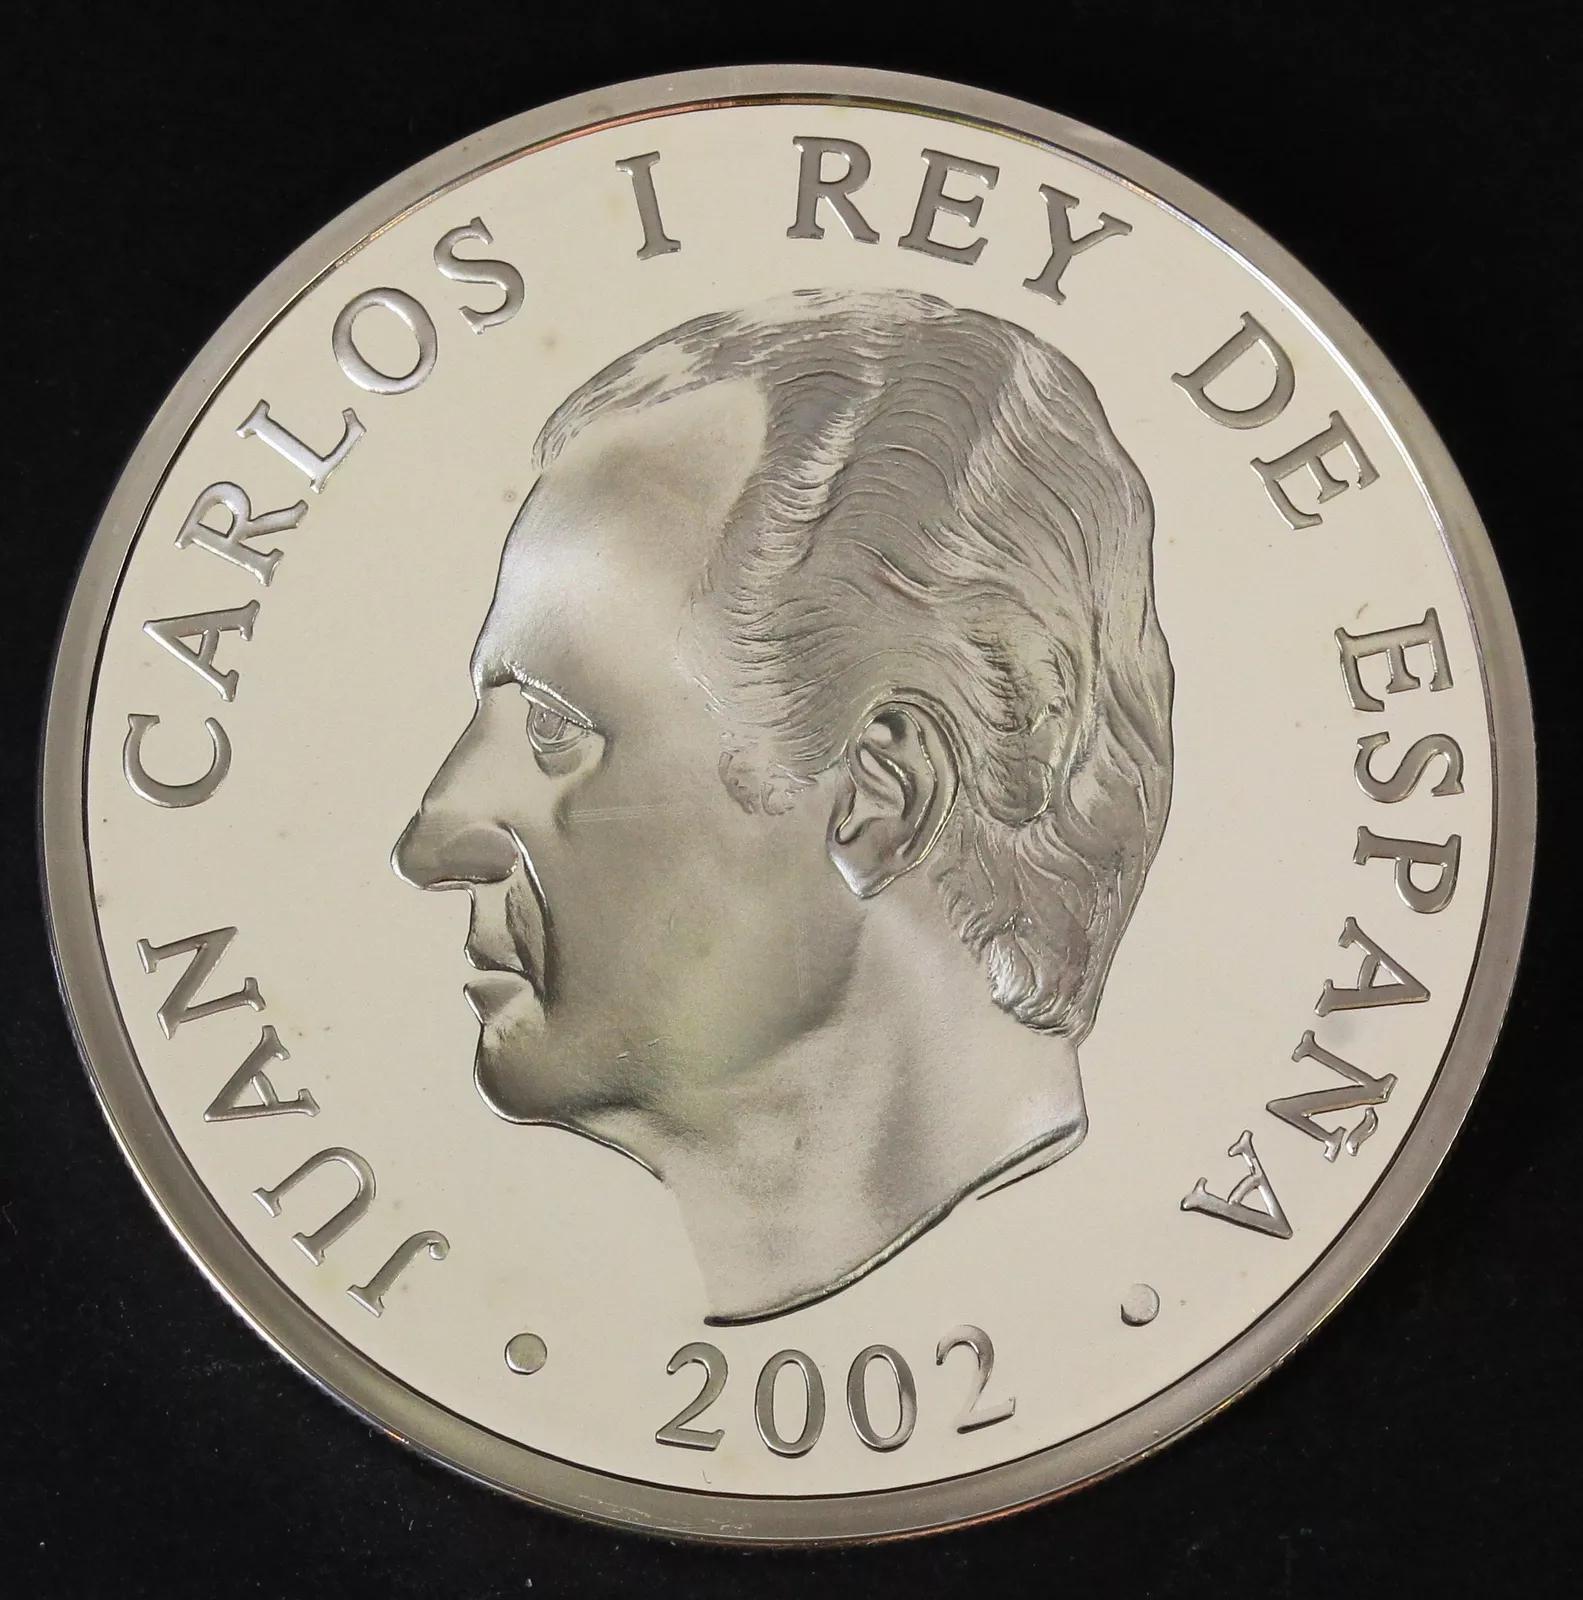 JUAN CARLOS I REY DE ESPAÑA
• 2002 •